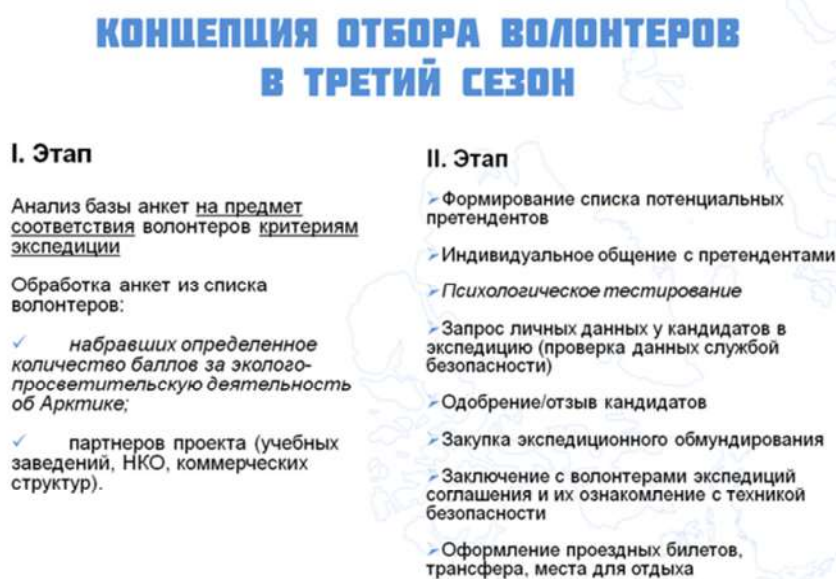 КОНЦЕПЦИЯ ОТБОРА ВОЛОНТЕРОВ
В ТРЕТИЙ СЕЗОН
I. Этап
Анализ базы анкет на предмет
соответствия волонтеров критериям
экспедиции
Обработка анкет из списка
волонтеров:
✓ набравших определенное
количество баллов за эколого-
просветительскую деятельность
об Арктике;
✓ партнеров проекта (учебных
заведений, НКО, коммерческих
структур).
II. Этап
➢Формирование списка потенциальных
претендентов
➢Индивидуальное общение с претендентами
➢Психологическое тестирование
➢Запрос личных данных у кандидатов в
экспедицию (проверка данных службой
безопасности)
➢Одобрение/отзыв кандидатов
➢Закупка экспедиционного обмундирования
➢Заключение с волонтерами экспедиций
соглашения и их ознакомление с техникой
безопасности
➢Оформление проездных билетов,
трансфера, места для отдыха